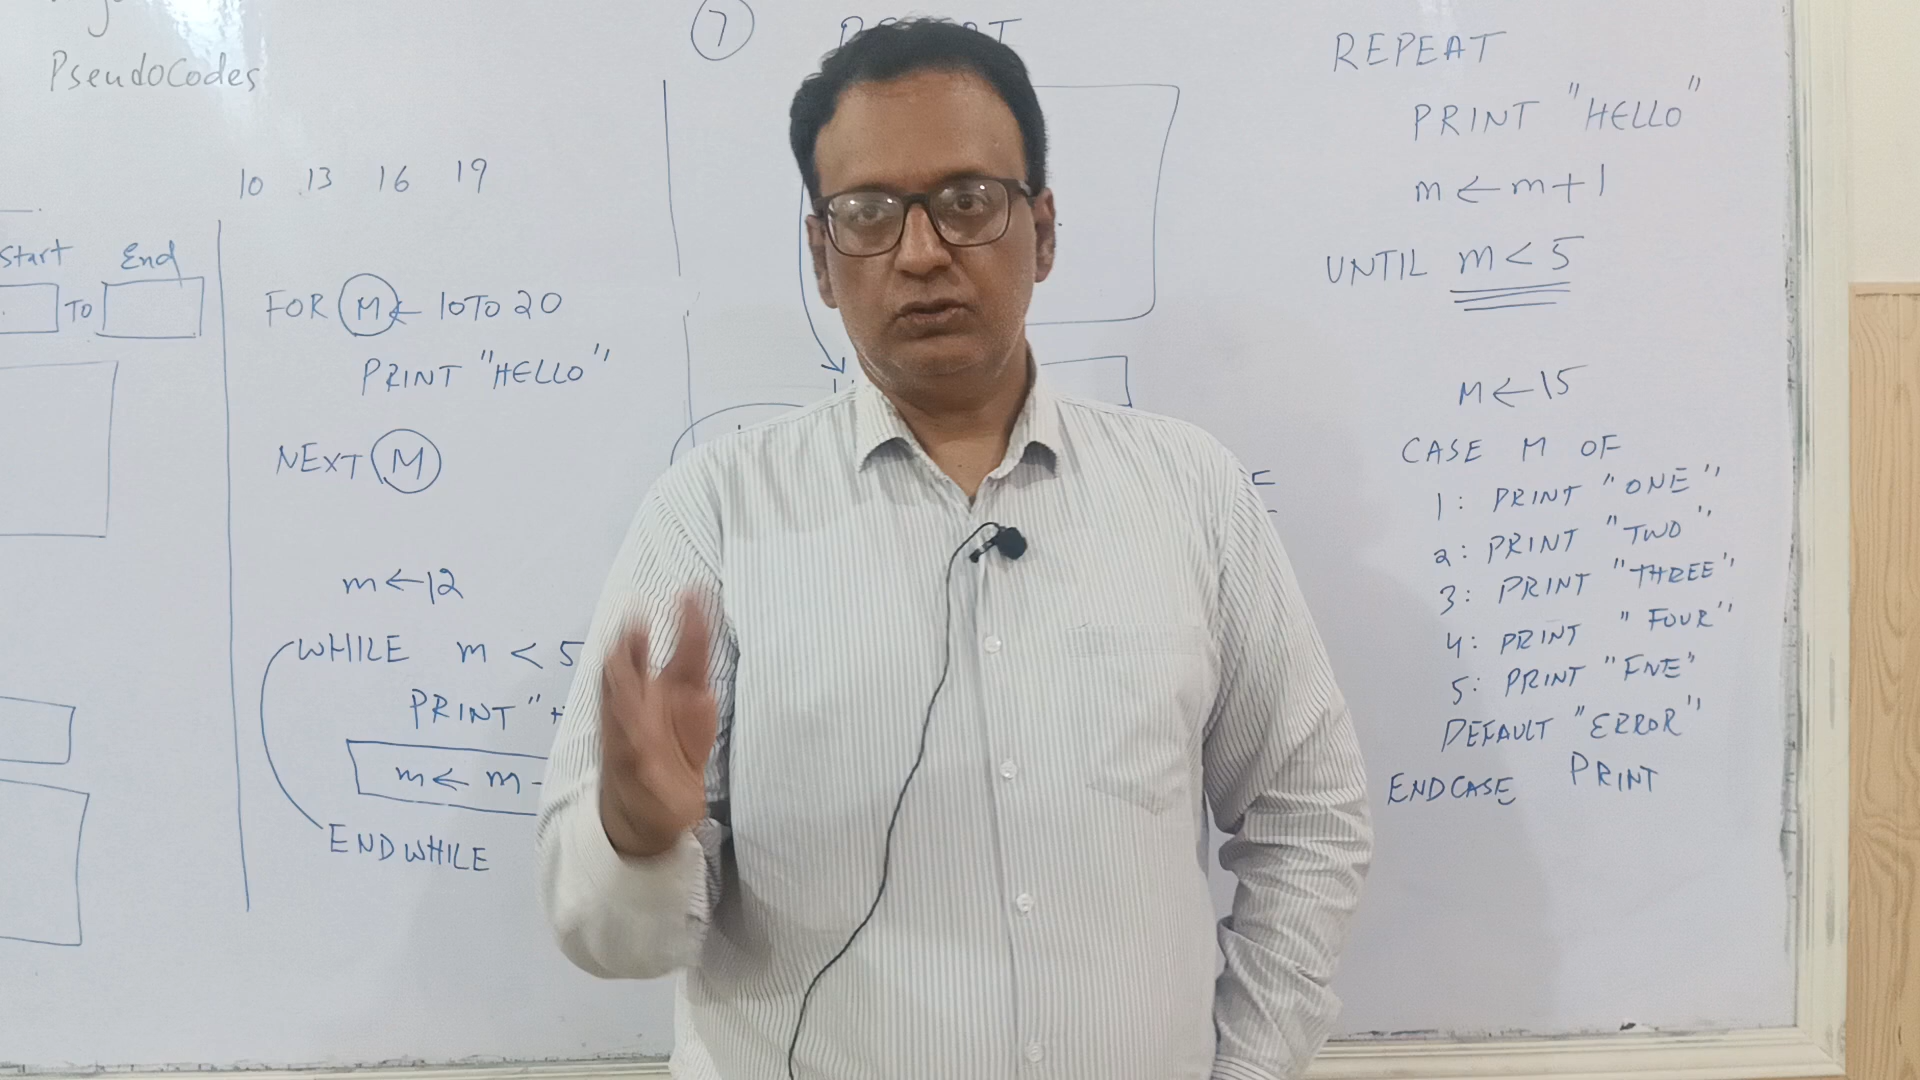 PseudoCodes
10 13 16 19
Start End
TO
FOR M ← 10 TO 20
PRINT "HELLO"
NEXT M
m ← 12
WHILE m < 5
PRINT "
m ← m -
ENDWHILE
7
REPEAT
PRINT "HELLO"
m ← m + 1
UNTIL m < 5
M ← 15
CASE M OF
1: PRINT "ONE"
2: PRINT "TWO"
3: PRINT "THREE"
4: PRINT "FOUR"
5: PRINT "FIVE"
DEFAULT "ERROR"
ENDCASE PRINT